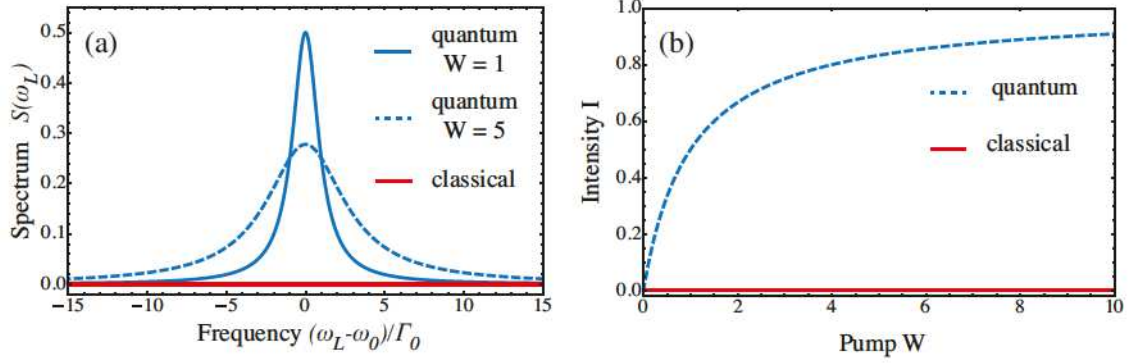 (a)
quantum
W = 1
quantum
W = 5
classical
0.5
0.4
0.3
0.2
0.1
0.0
Spectrum S(ω_L)
−15 −10 −5 0 5 10 15
Frequency (ω_L-ω_0)/Γ_0
(b)
quantum
classical
1.0
0.8
0.6
0.4
0.2
0.0
Intensity I
0 2 4 6 8 10
Pump W